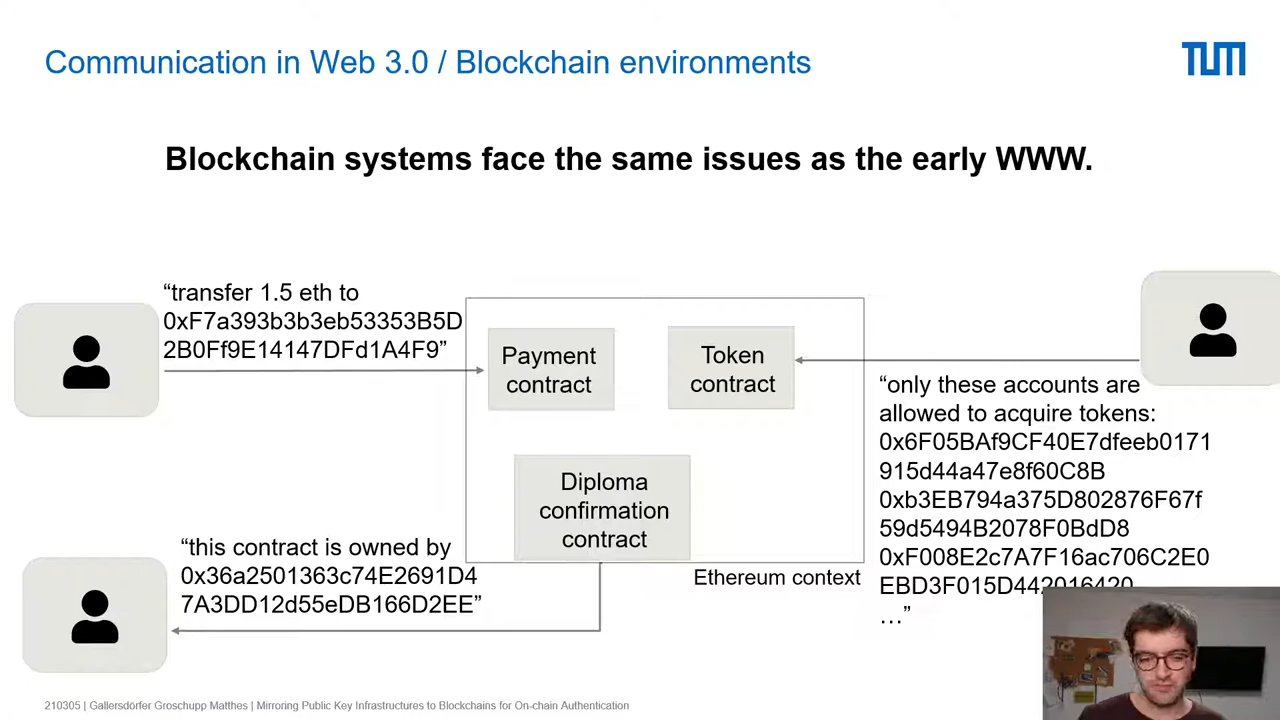 Communication in Web 3.0 / Blockchain environments
TUM
Blockchain systems face the same issues as the early WWW.
“transfer 1.5 eth to
0xF7a393b3b3eb53353B5D
2B0Ff9E14147DFd1A4F9”
Payment
contract
Token
contract
“only these accounts are
allowed to acquire tokens:
0x6F05BAf9CF40E7dfeeb0171
915d44a47e8f60C8B
0xb3EB794a375D802876F67f
59d5494B2078F0BdD8
0xF008E2c7A7F16ac706C2E0
EBD3F015D442016420
…”
Diploma
confirmation
contract
Ethereum context
“this contract is owned by
0x36a2501363c74E2691D4
7A3DD12d55eDB166D2EE”
210305 | Gallersdörfer Groschupp Matthes | Mirroring Public Key Infrastructures to Blockchains for On-chain Authentication